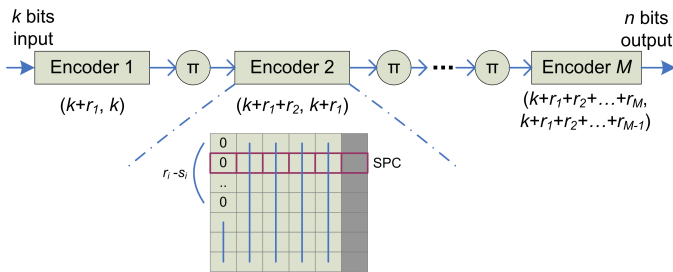 k bits
input
n bits
output
Encoder 1
π
Encoder 2
π
...
π
Encoder M
(k+r1, k)
(k+r1+r2, k+r1)
(k+r1+r2+…+rM,
k+r1+r2+…+rM-1)
0
0
..
0
ri -si
SPC